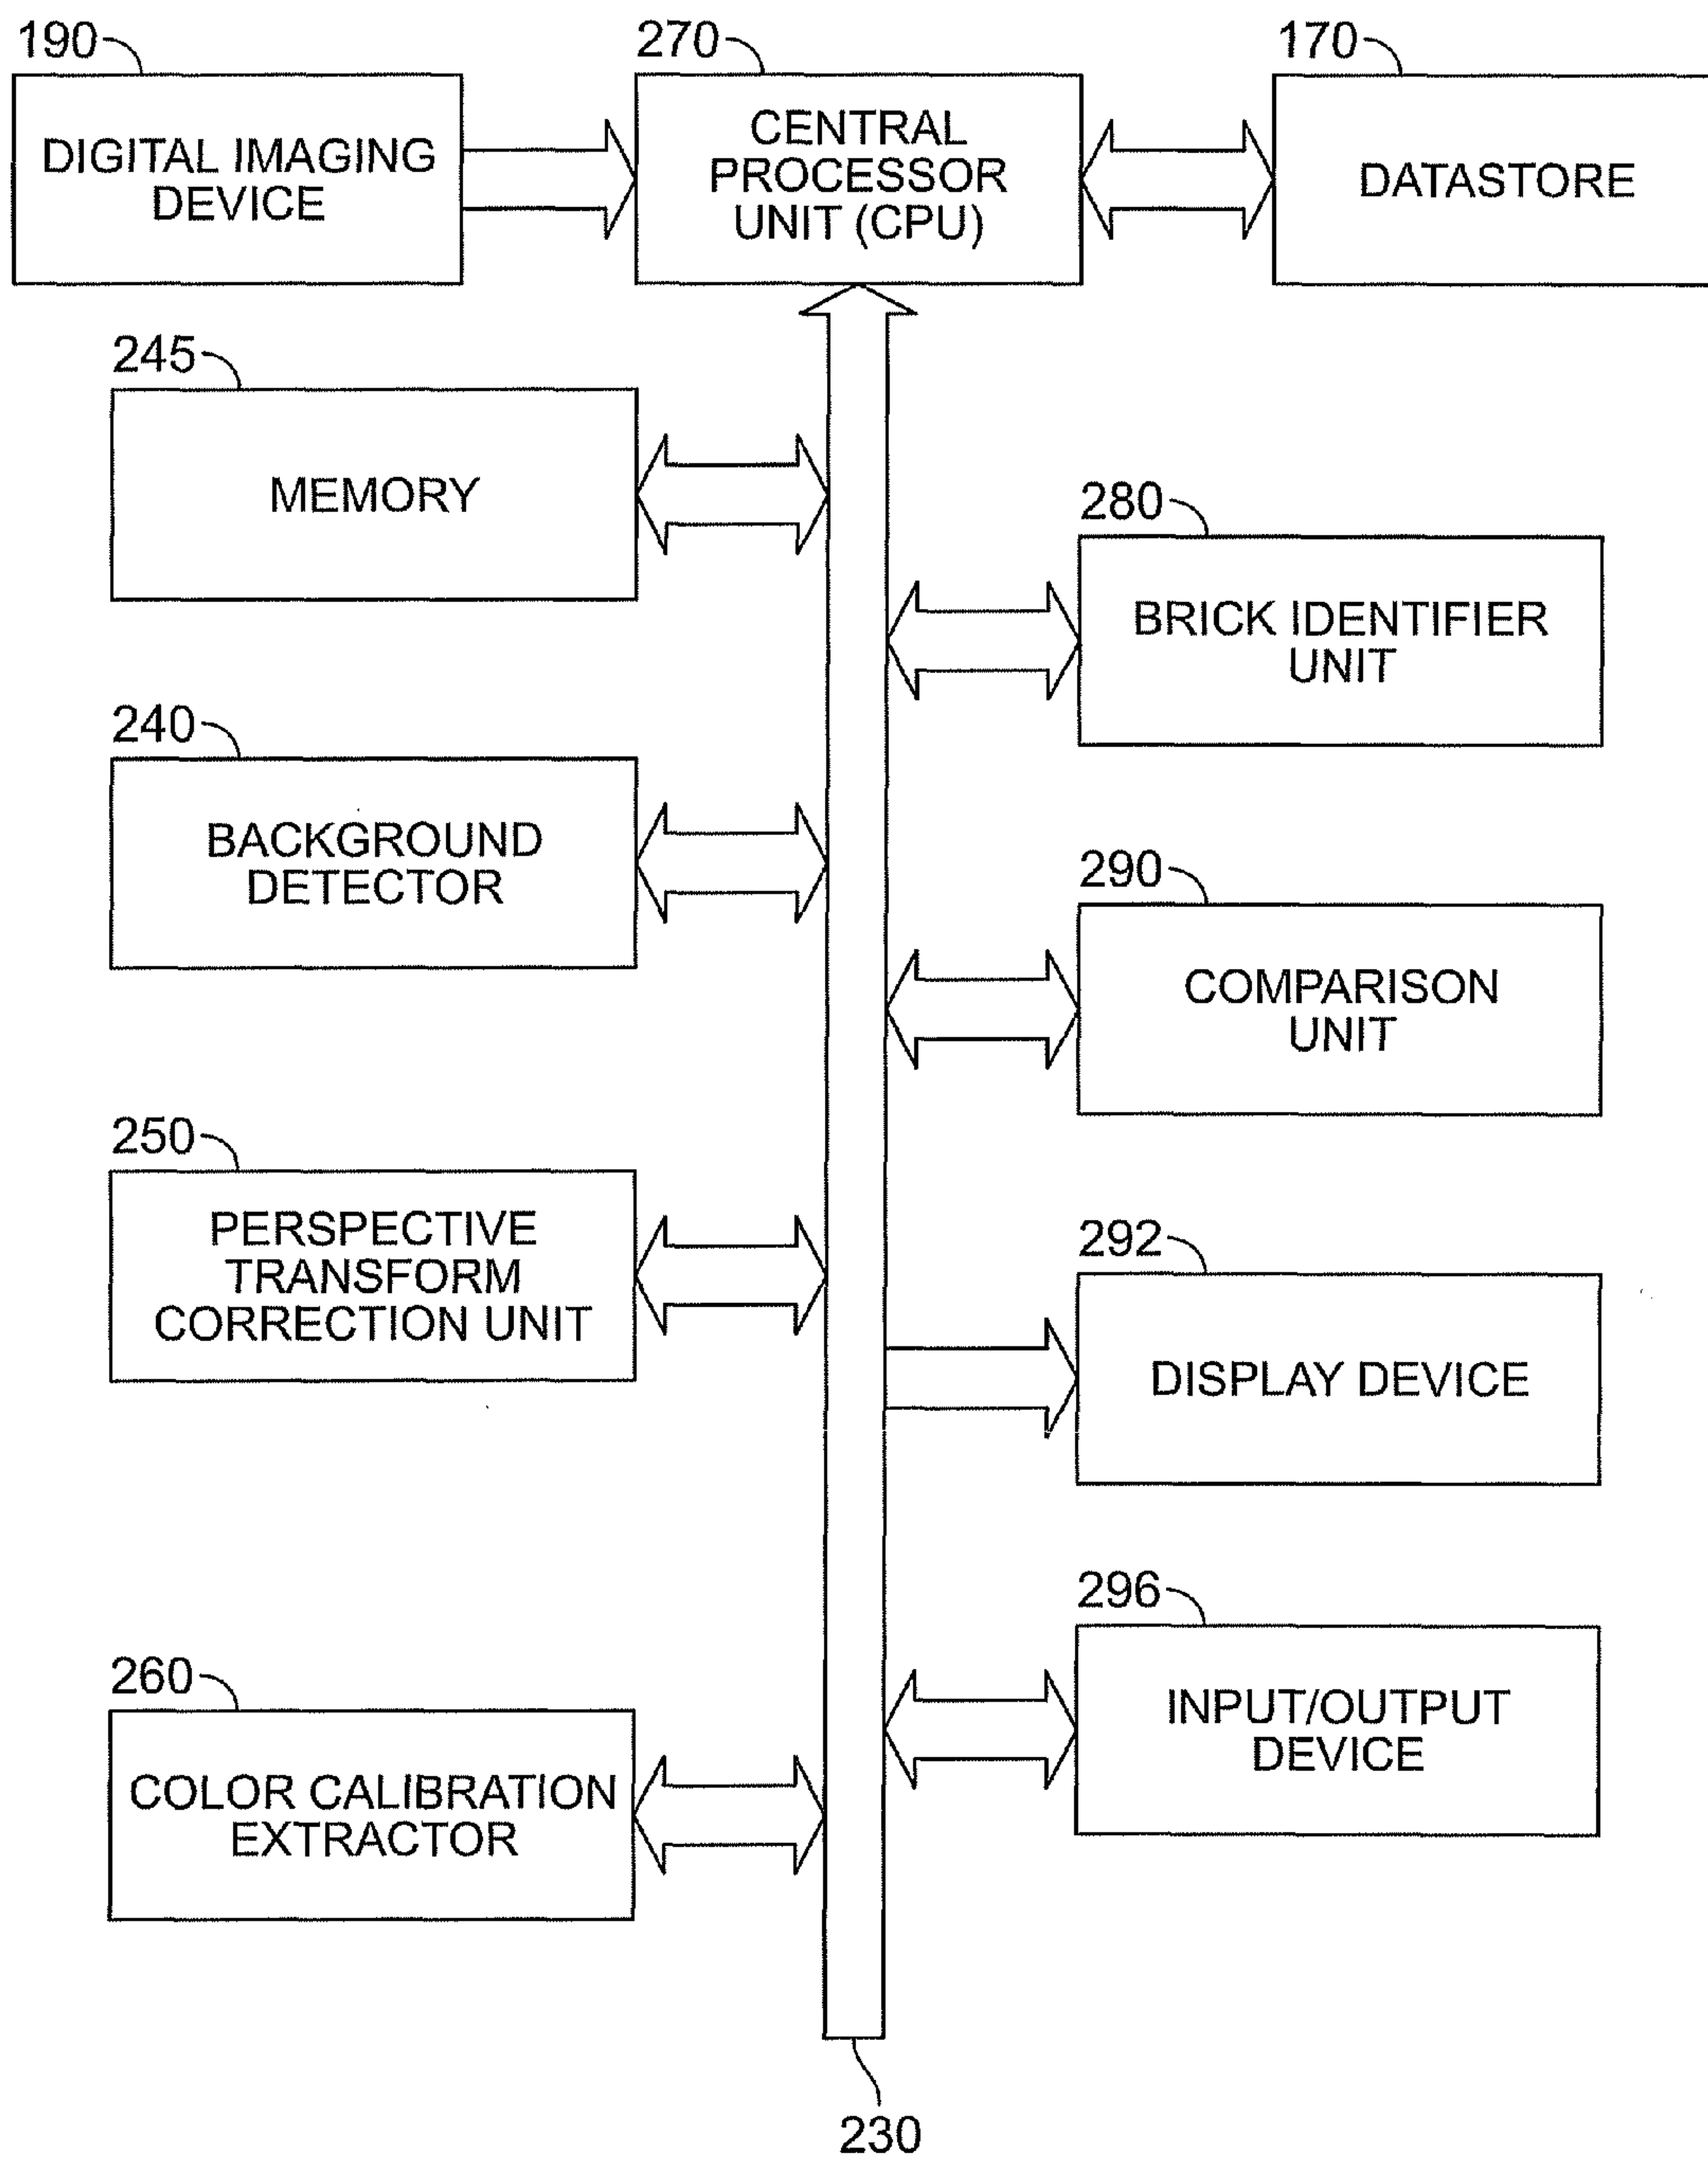 190
270
170
DIGITAL IMAGING
DEVICE
CENTRAL
PROCESSOR
UNIT (CPU)
DATASTORE
245
MEMORY
280
BRICK IDENTIFIER
UNIT
240
BACKGROUND
DETECTOR
290
COMPARISON
UNIT
250
PERSPECTIVE
TRANSFORM
CORRECTION UNIT
292
DISPLAY DEVICE
296
INPUT/OUTPUT
DEVICE
260
COLOR CALIBRATION
EXTRACTOR
230